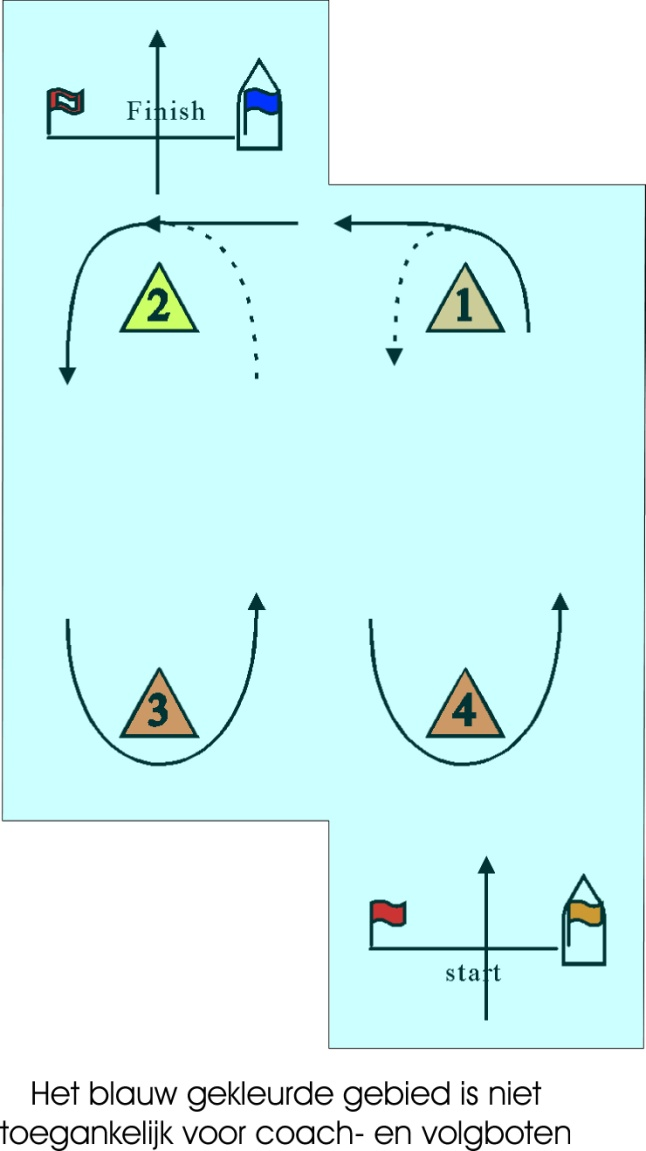 Finish
2
1
3
4
start
Het blauw gekleurde gebied is niet
toegankelijk voor coach- en volgboten